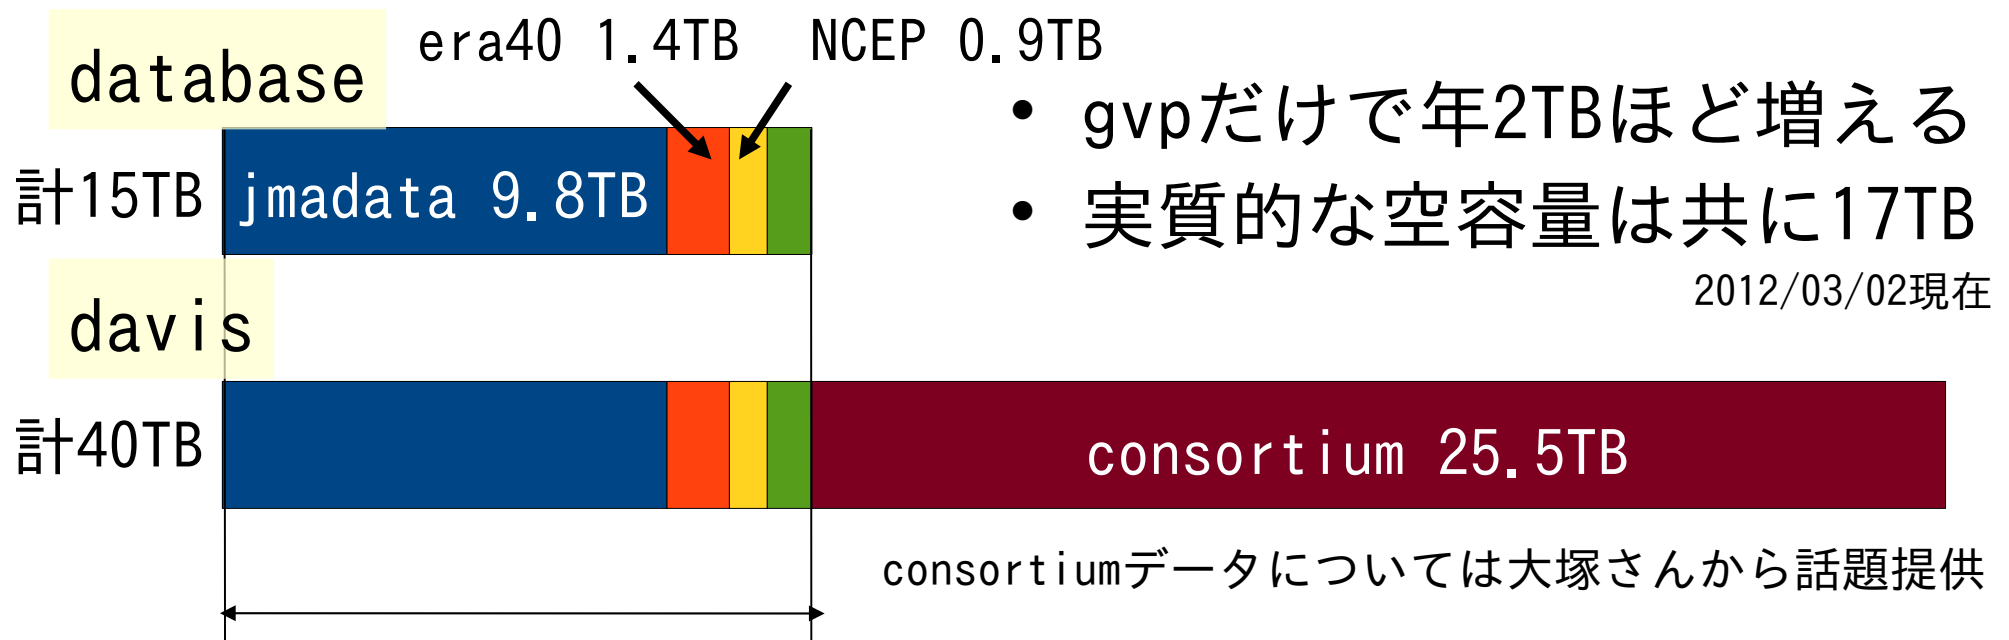 database
era40 1.4TB
NCEP 0.9TB
計15TB
jmadata 9.8TB
• gvpだけで年2TBほど増える
• 実質的な空容量は共に17TB
2012/03/02現在
davis
計40TB
consortium 25.5TB
consortiumデータについては大塚さんから話題提供